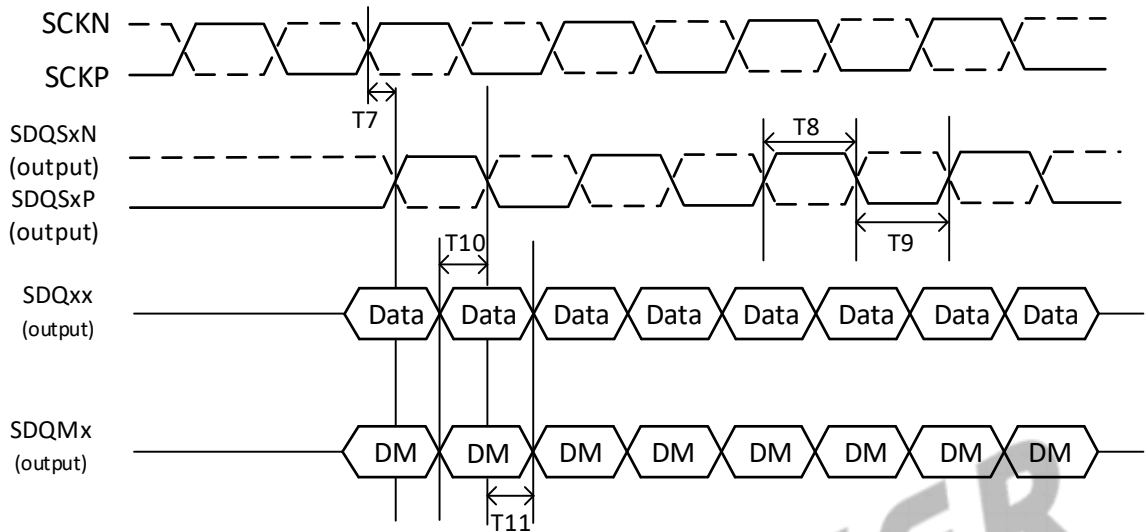 SCKN
SCKP
T7
SDQSxN
(output)
SDQSxP
(output)
T8
T9
T10
SDQxx
(output)
Data Data Data Data Data Data Data Data
SDQMx
(output)
DM DM DM DM DM DM DM DM
T11